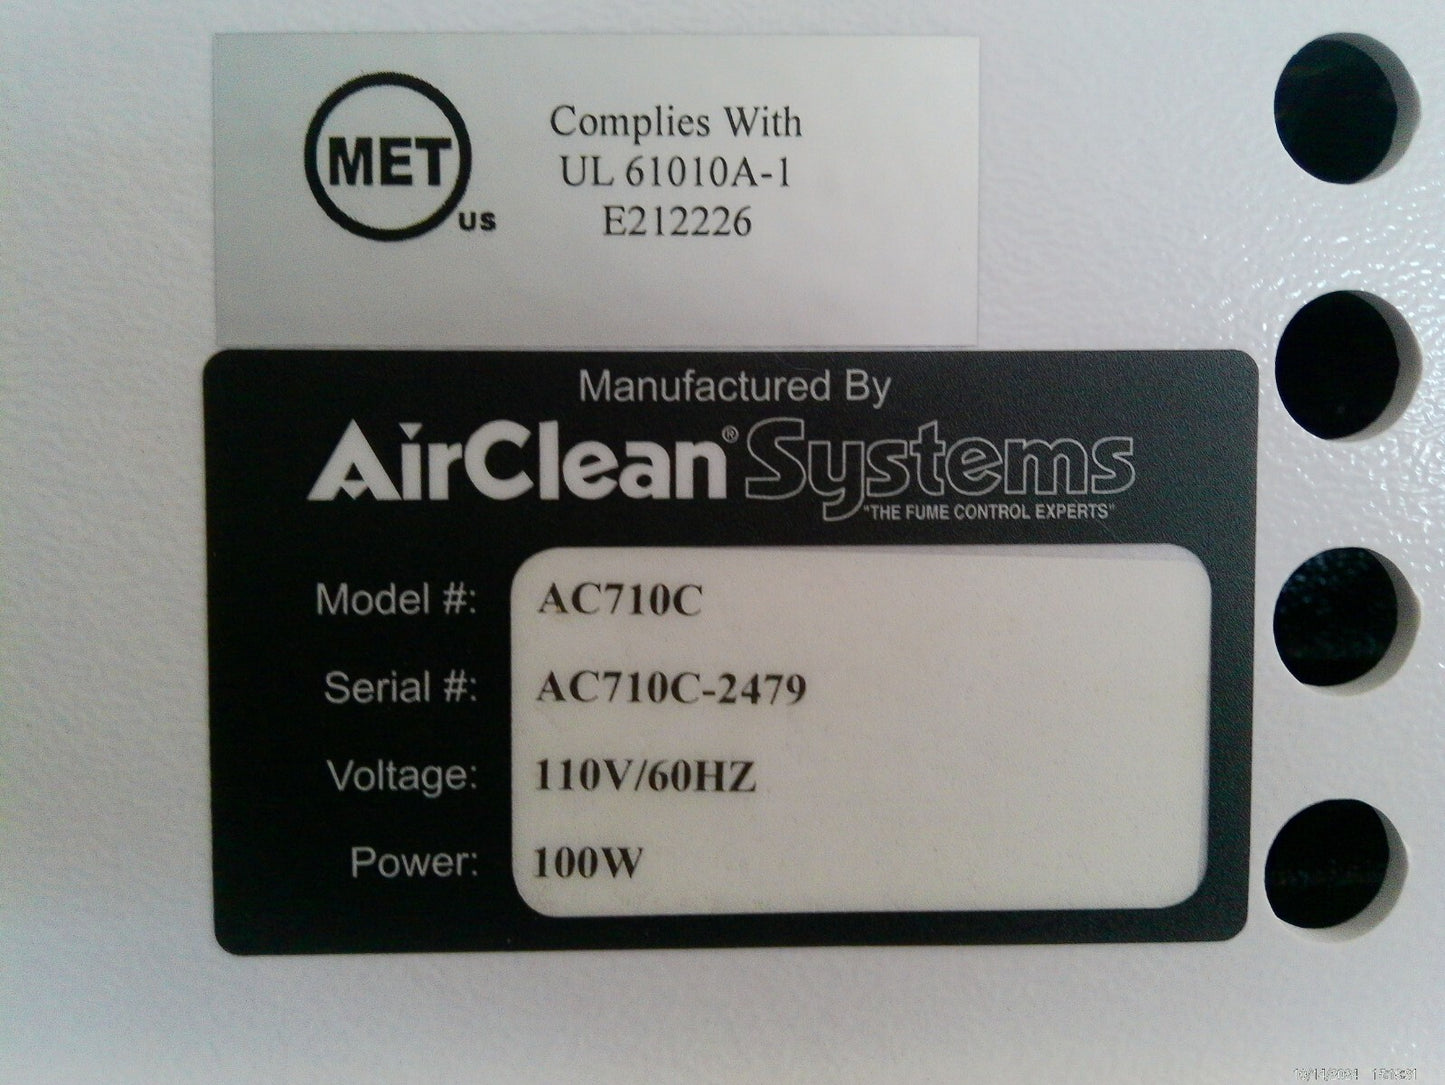 MET
US
Complies With
UL 61010A-1
E212226
Manufactured By
AirClean® Systems
"THE FUME CONTROL EXPERTS"
Model #: AC710C
Serial #: AC710C-2479
Voltage: 110V/60HZ
Power: 100W